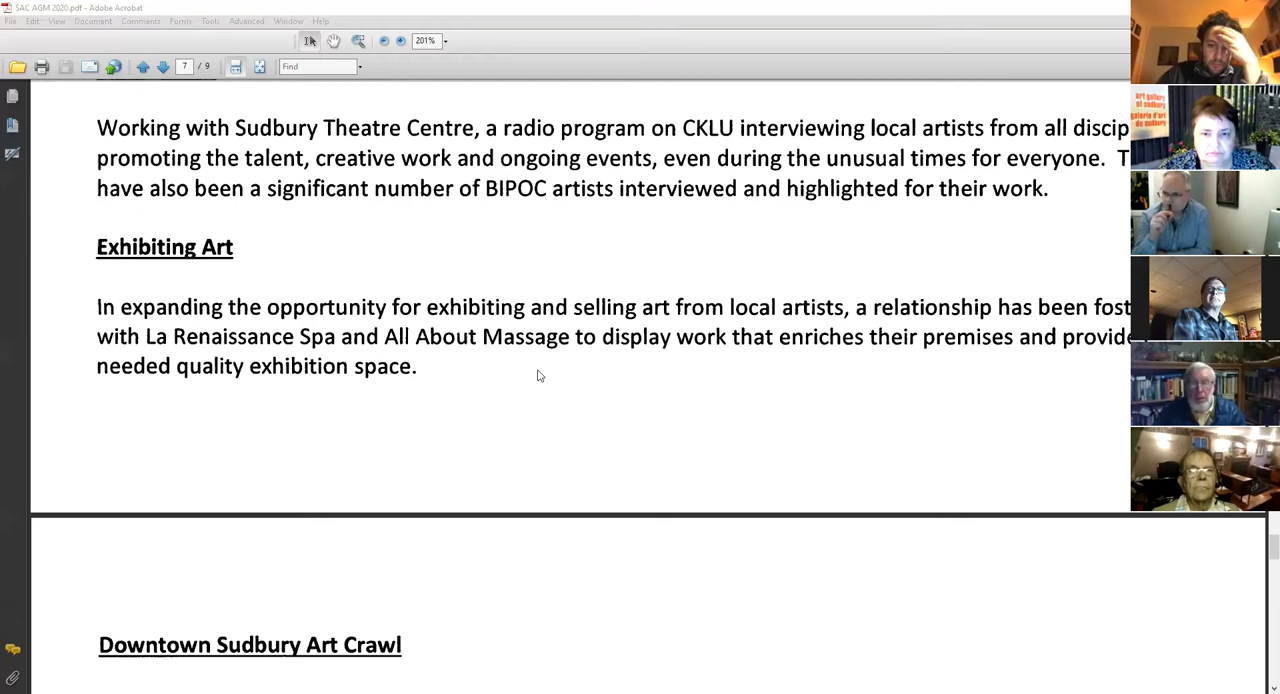 SAC AGM 2020.pdf - Adobe Acrobat
File Edit View Document Comments Forms Tools Advanced Window Help
201%
7 / 9 Find
Working with Sudbury Theatre Centre, a radio program on CKLU interviewing local artists from all discip
promoting the talent, creative work and ongoing events, even during the unusual times for everyone. T
have also been a significant number of BIPOC artists interviewed and highlighted for their work.
Exhibiting Art
In expanding the opportunity for exhibiting and selling art from local artists, a relationship has been fost
with La Renaissance Spa and All About Massage to display work that enriches their premises and provide
needed quality exhibition space.
Downtown Sudbury Art Crawl
art gallery
of sudbury
galerie d'art
de sudbury